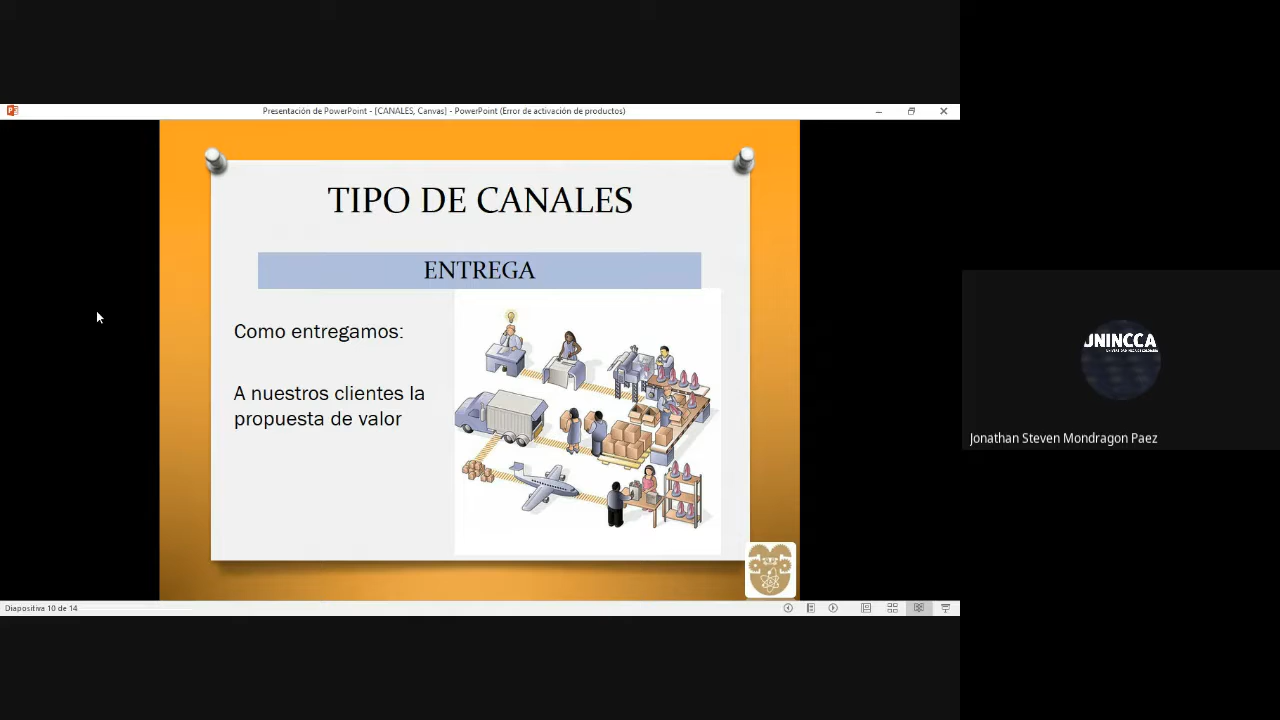 Presentación de PowerPoint - [CANALES, Canvas] - PowerPoint (Error de activación de productos)
TIPO DE CANALES
ENTREGA
Como entregamos:
A nuestros clientes la
propuesta de valor
UNINCCA
Jonathan Steven Mondragon Paez
Diapositiva 10 de 14